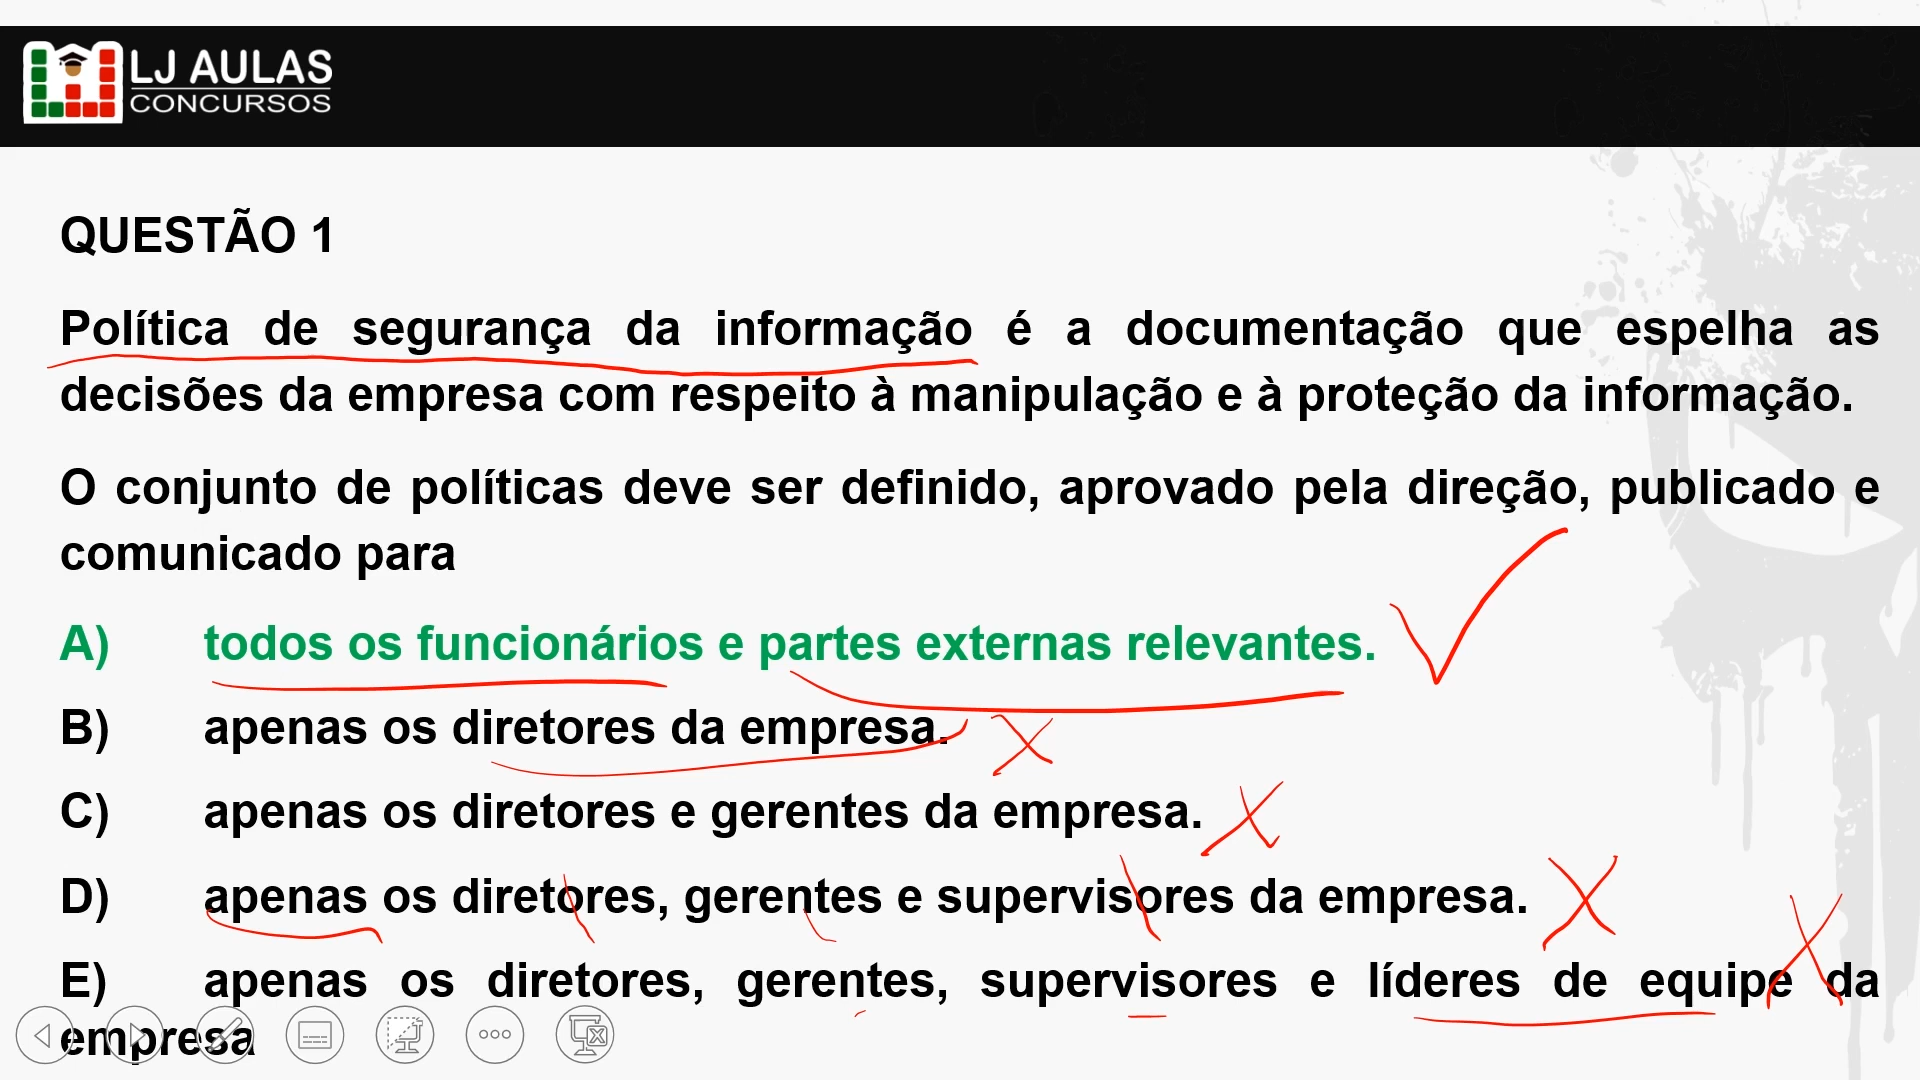 LJ AULAS
CONCURSOS
QUESTÃO 1
Política de segurança da informação é a documentação que espelha as
decisões da empresa com respeito à manipulação e à proteção da informação.
O conjunto de políticas deve ser definido, aprovado pela direção, publicado e
comunicado para
A) todos os funcionários e partes externas relevantes.
B) apenas os diretores da empresa.
C) apenas os diretores e gerentes da empresa.
D) apenas os diretores, gerentes e supervisores da empresa.
E) apenas os diretores, gerentes, supervisores e líderes de equipe da
empresa